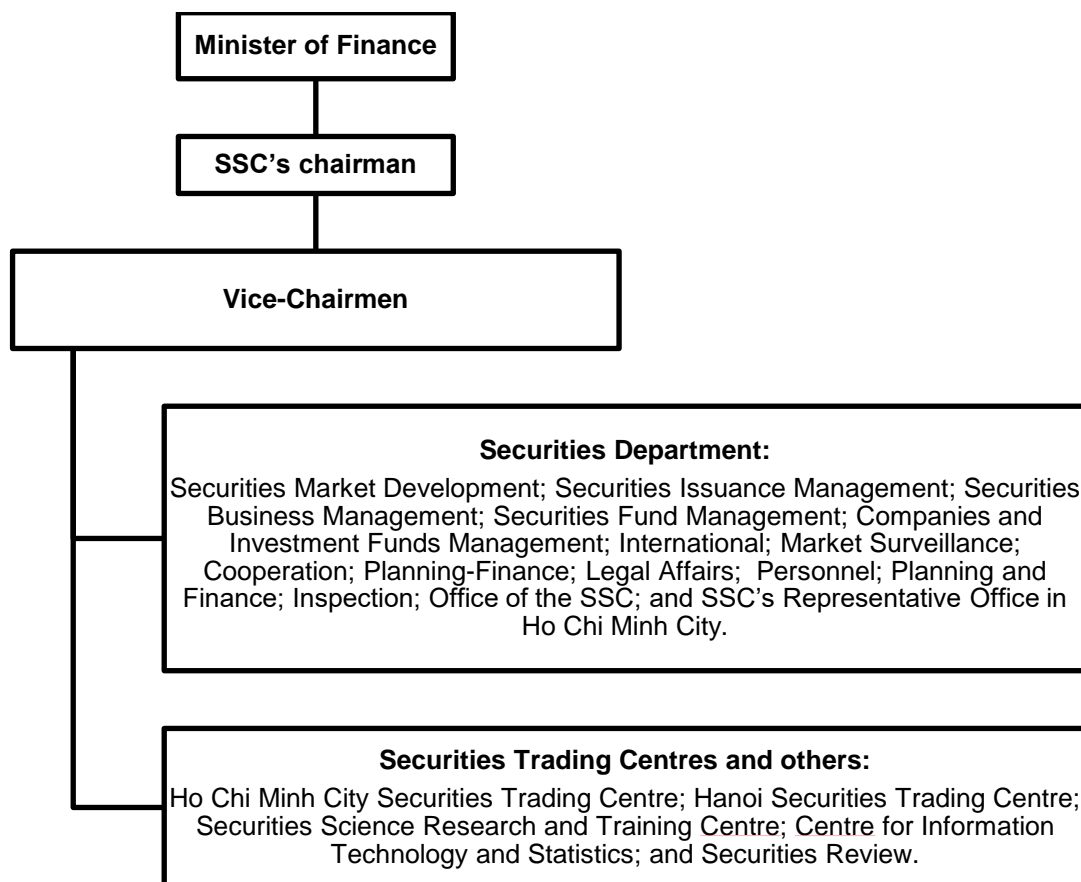 Minister of Finance
SSC’s chairman
Vice-Chairmen
Securities Department:
Securities Market Development; Securities Issuance Management; Securities
Business Management; Securities Fund Management; Companies and
Investment Funds Management; International; Market Surveillance;
Cooperation; Planning-Finance; Legal Affairs;  Personnel; Planning and
Finance; Inspection; Office of the SSC; and SSC’s Representative Office in
Ho Chi Minh City.
Securities Trading Centres and others:
Ho Chi Minh City Securities Trading Centre; Hanoi Securities Trading Centre;
Securities Science Research and Training Centre; Centre for Information
Technology and Statistics; and Securities Review.